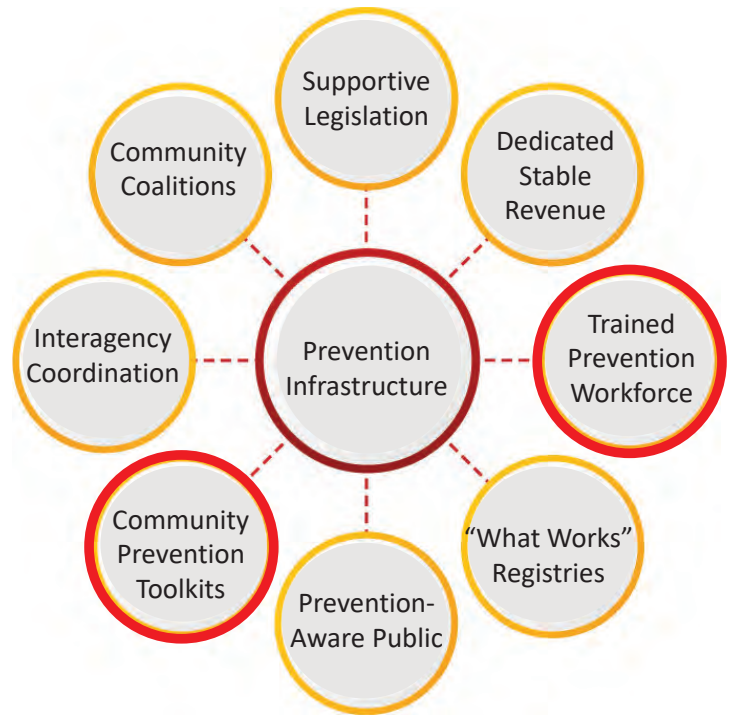 Supportive
Legislation
Dedicated
Stable
Revenue
Trained
Prevention
Workforce
“What Works”
Registries
Prevention-
Aware Public
Community
Prevention
Toolkits
Interagency
Coordination
Community
Coalitions
Prevention
Infrastructure